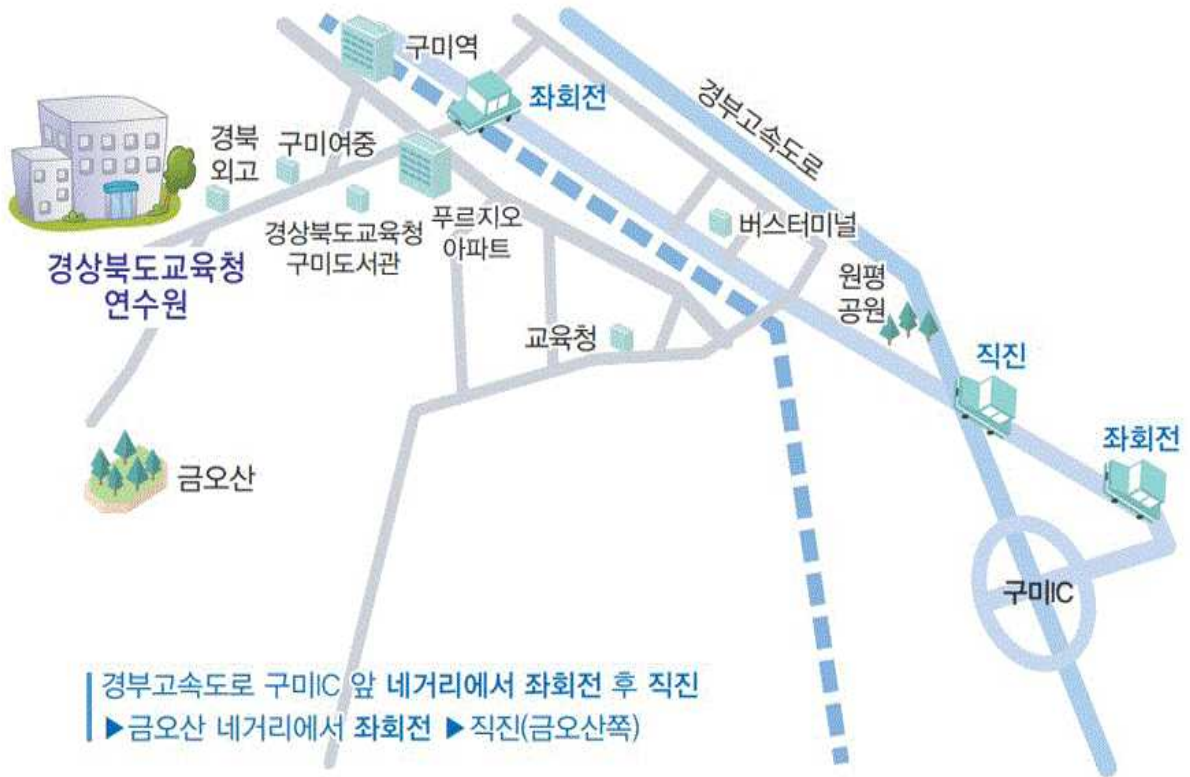 구미역
좌회전
경부고속도로
경북
외고
구미여중
경상북도교육청
구미도서관
푸르지오
아파트
버스터미널
원평
공원
경상북도교육청
연수원
교육청
직진
좌회전
금오산
구미IC
경부고속도로 구미IC 앞 네거리에서 좌회전 후 직진
▶금오산 네거리에서 좌회전 ▶직진(금오산쪽)